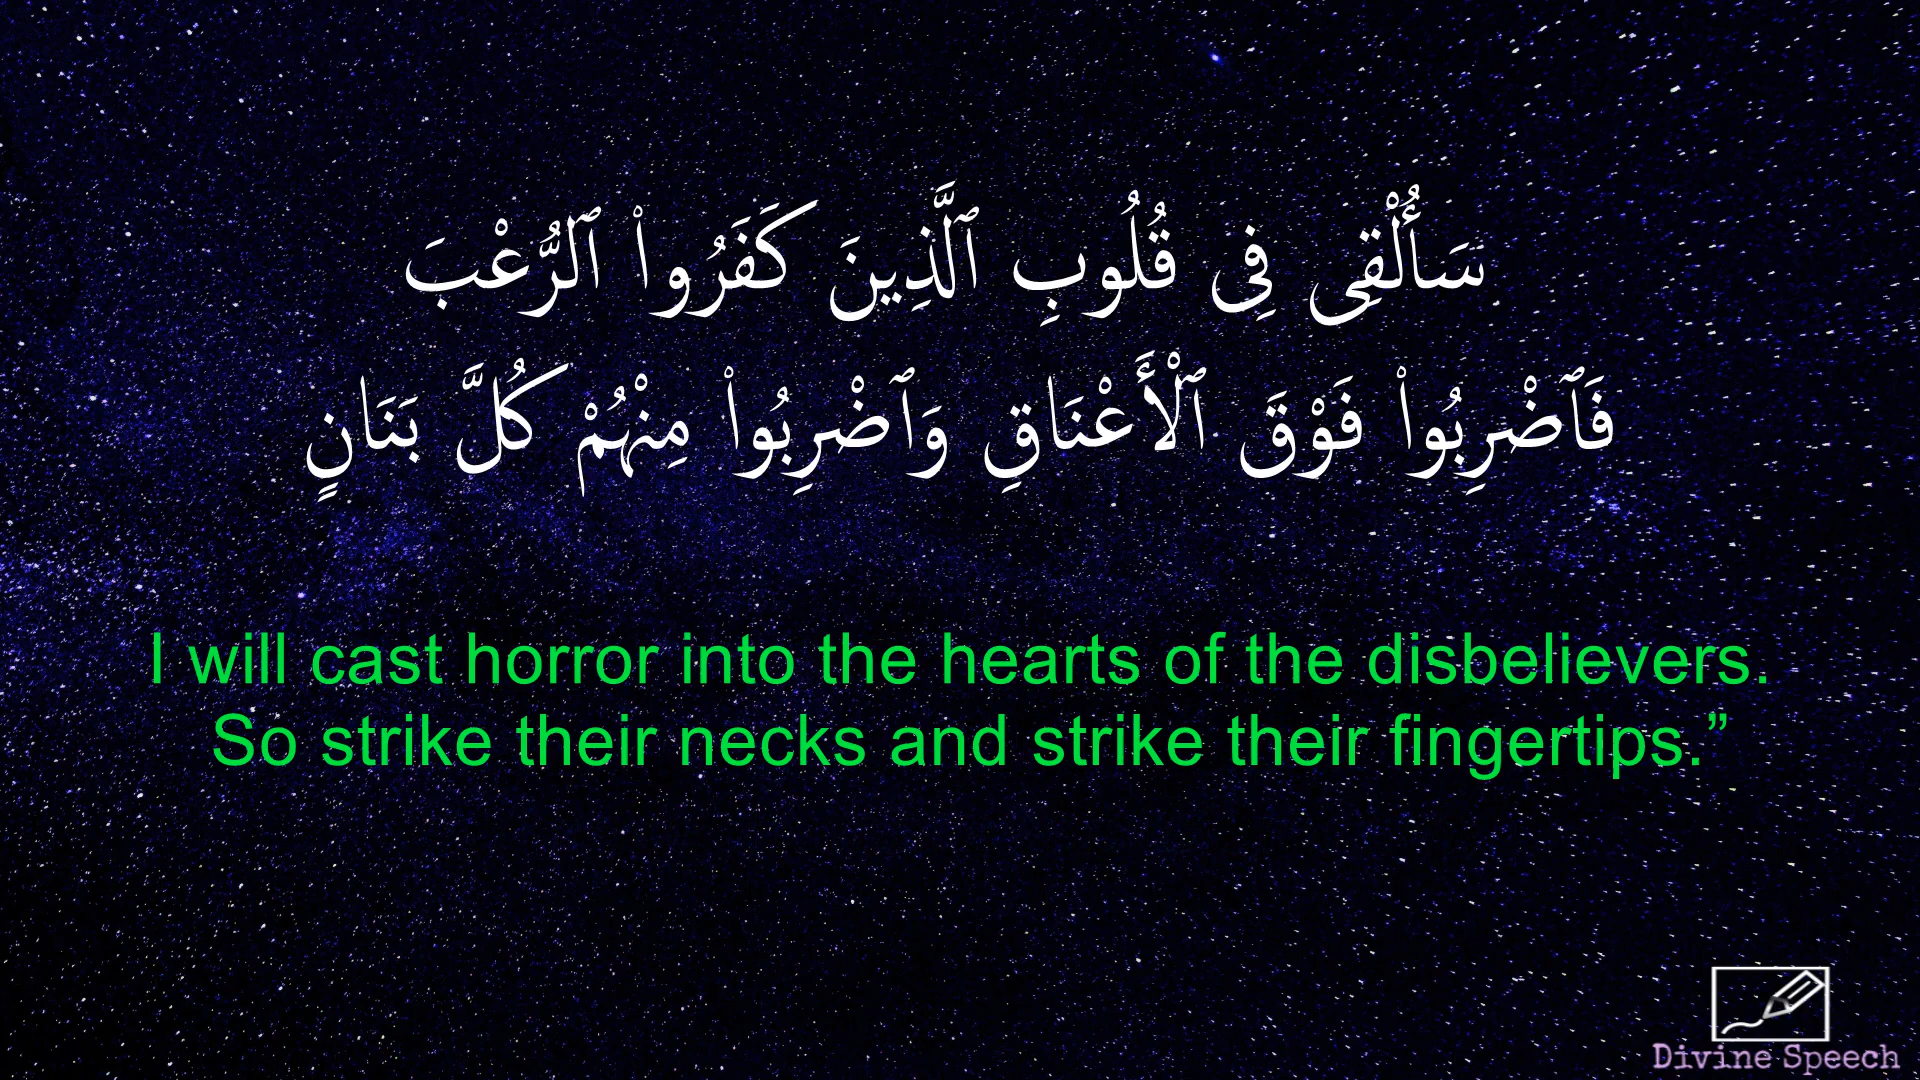 سَأُلْقِى فِى قُلُوبِ ٱلَّذِينَ كَفَرُوا۟ ٱلرُّعْبَ
فَٱضْرِبُوا۟ فَوْقَ ٱلْأَعْنَاقِ وَٱضْرِبُوا۟ مِنْهُمْ كُلَّ بَنَانٍ
I will cast horror into the hearts of the disbelievers.
So strike their necks and strike their fingertips.”
Divine Speech